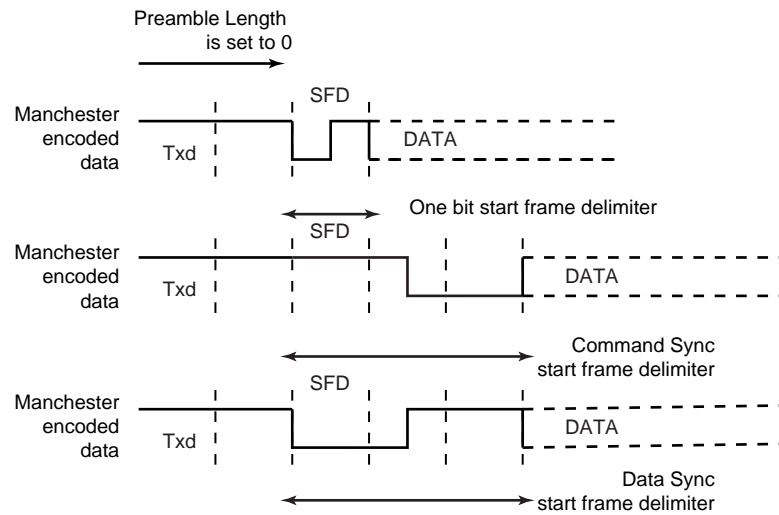 Preamble Length
is set to 0
SFD
Manchester
encoded
data
Txd
DATA
One bit start frame delimiter
SFD
Manchester
encoded
data
Txd
DATA
Command Sync
start frame delimiter
SFD
Manchester
encoded
data
Txd
DATA
Data Sync
start frame delimiter